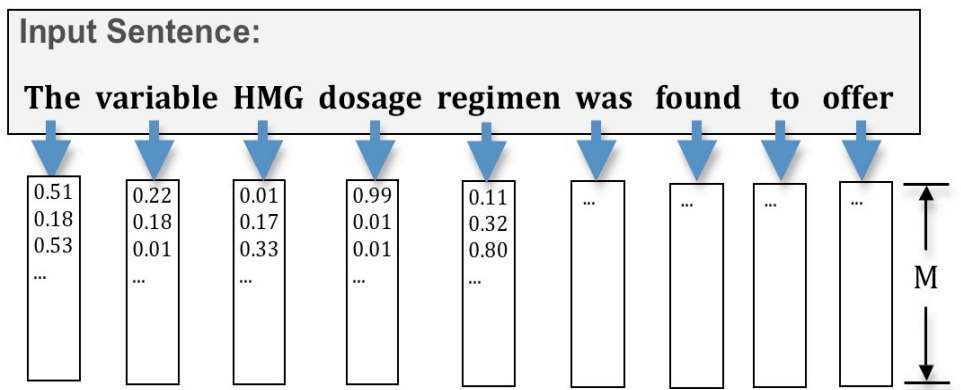 Input Sentence:
The variable HMG dosage regimen was found to offer
0.51 0.22 0.01 0.99 0.11 ... ... ... ...
0.18 0.18 0.17 0.01 0.32
0.53 0.01 0.33 0.01 0.80
... ... ... ... ...
M